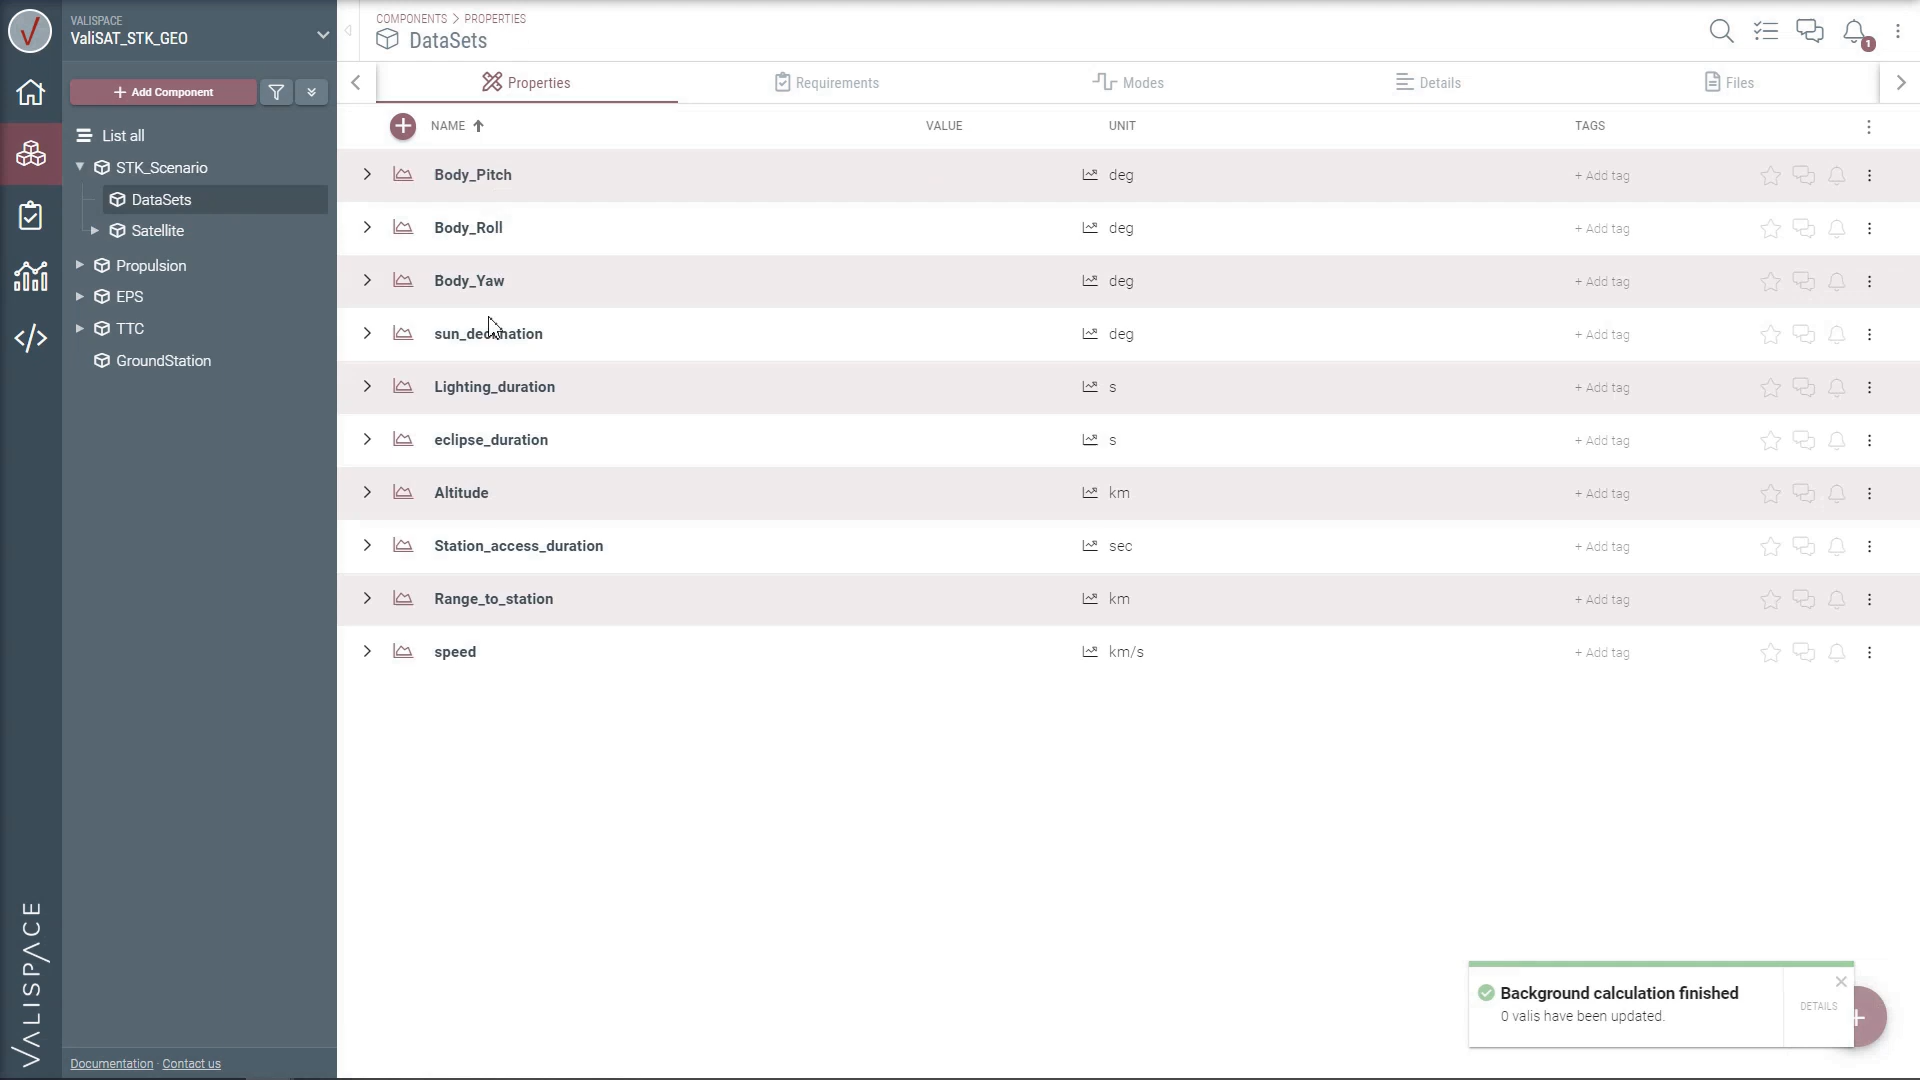 VALISPACE
ValiSAT_STK_GEO
COMPONENTS > PROPERTIES
DataSets
1
+ Add Component
List all
STK_Scenario
DataSets
Satellite
Propulsion
EPS
TTC
GroundStation
Properties
Requirements
Modes
Details
Files
NAME
VALUE
UNIT
TAGS
Body_Pitch
deg
+ Add tag
Body_Roll
deg
+ Add tag
Body_Yaw
deg
+ Add tag
deg
+ Add tag
Lighting_duration
s
+ Add tag
eclipse_duration
s
+ Add tag
Altitude
km
+ Add tag
Station_access_duration
sec
+ Add tag
Range_to_station
km
+ Add tag
speed
km/s
+ Add tag
Background calculation finished
0 valis have been updated.
DETAILS
VALISPACE
Documentation · Contact us